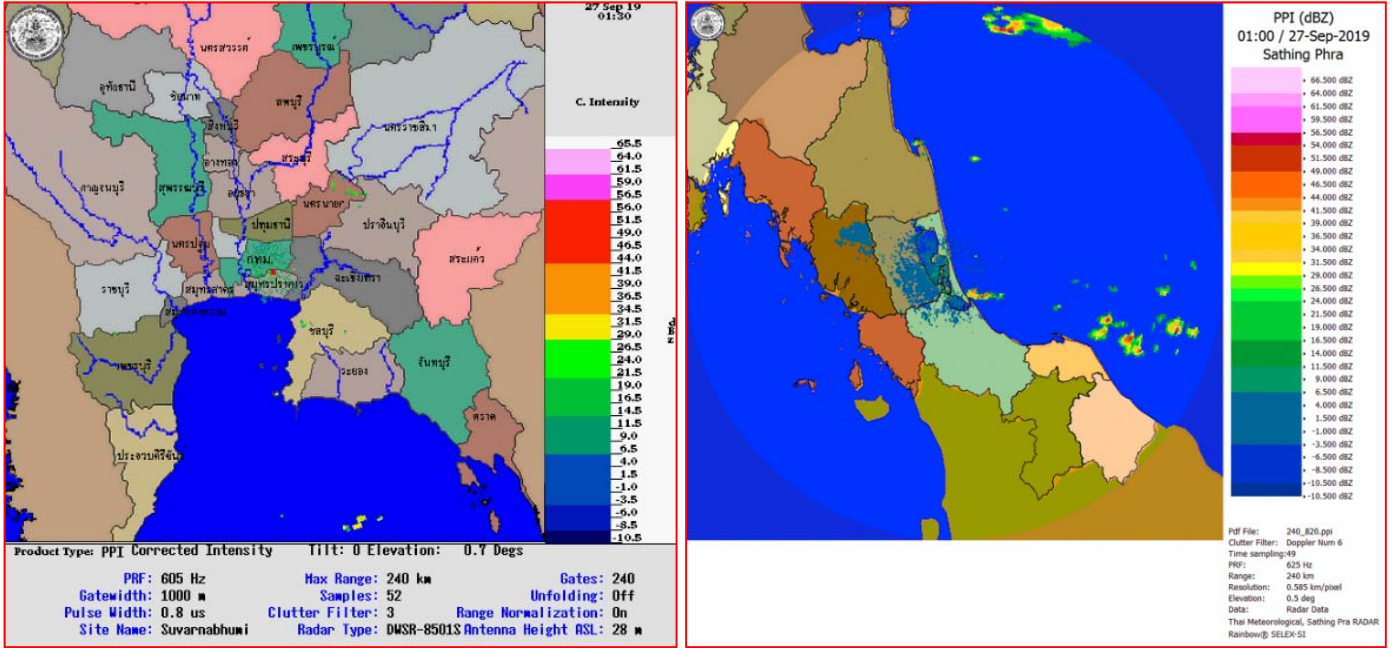 27 Sep 19
01:30
C. Intensity
65.5
64.0
61.5
59.0
56.5
56.0
51.5
49.0
46.5
44.0
41.5
39.0
36.5
34.5
31.5
29.0
26.5
24.0
21.5
19.0
16.5
14.5
11.5
9.0
6.5
4.0
1.5
-1.0
-3.5
-6.0
-8.5
-10.5
นครสวรรค์
เพชรบูรณ์
อุทัยธานี
ชัยนาท
ลพบุรี
สิงห์บุรี
นครราชสีมา
อ่างทอง
สระบุรี
กาญจนบุรี
สุพรรณบุรี
อยุธยา
นครนายก
ปทุมธานี
ปราจีนบุรี
นครปฐม
กทม.
สระแก้ว
ราชบุรี
สมุทรสาคร
สมุทรปราการ
ฉะเชิงเทรา
ชลบุรี
เพชรบุรี
ระยอง
จันทบุรี
ตราด
ประจวบคีรีขันธ์
Product Type: PPI Corrected Intensity Tilt: 0 Elevation: 0.7 Degs
PRF: 605 Hz Max Range: 240 km Gates: 240
Gatewidth: 1000 m Samples: 52 Unfolding: Off
Pulse Width: 0.8 us Clutter Filter: 3 Range Normalization: On
Site Name: Suvarnabhumi Radar Type: DWSR-8501S Antenna Height ASL: 28 m
PPI (dBZ)
01:00 / 27-Sep-2019
Sathing Phra
66.500 dBZ
64.000 dBZ
61.500 dBZ
59.500 dBZ
56.500 dBZ
54.000 dBZ
51.500 dBZ
49.000 dBZ
46.500 dBZ
44.000 dBZ
41.500 dBZ
39.000 dBZ
36.500 dBZ
34.000 dBZ
31.500 dBZ
29.000 dBZ
26.500 dBZ
24.000 dBZ
21.500 dBZ
19.000 dBZ
16.500 dBZ
14.000 dBZ
11.500 dBZ
9.000 dBZ
6.500 dBZ
4.000 dBZ
1.500 dBZ
-1.000 dBZ
-3.500 dBZ
-6.500 dBZ
-8.500 dBZ
-10.500 dBZ
-10.500 dBZ
Pdf File: 240_820.ppi
Clutter Filter: Doppler Num 6
Time sampling:49
PRF: 625 Hz
Range: 240 km
Resolution: 0.585 km/pixel
Elevation: 0.5 deg
Data: Radar Data
Thai Meteorological, Sathing Pra RADAR
Rainbow® SELEX-SI